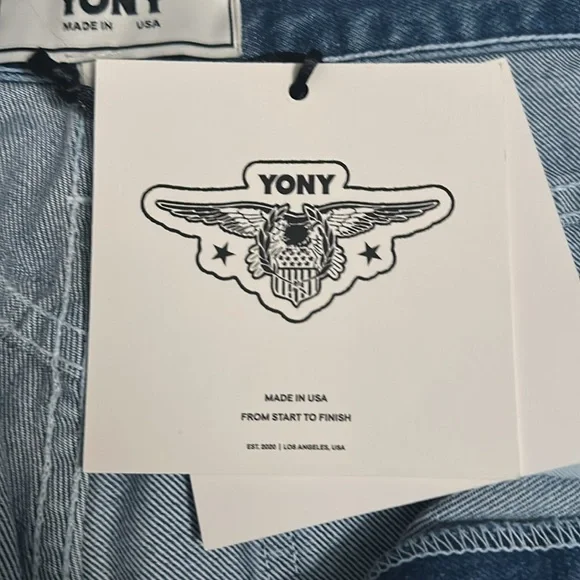 YONY
MADE IN USA
YONY
MADE IN USA
FROM START TO FINISH
EST. 2020 | LOS ANGELES, USA